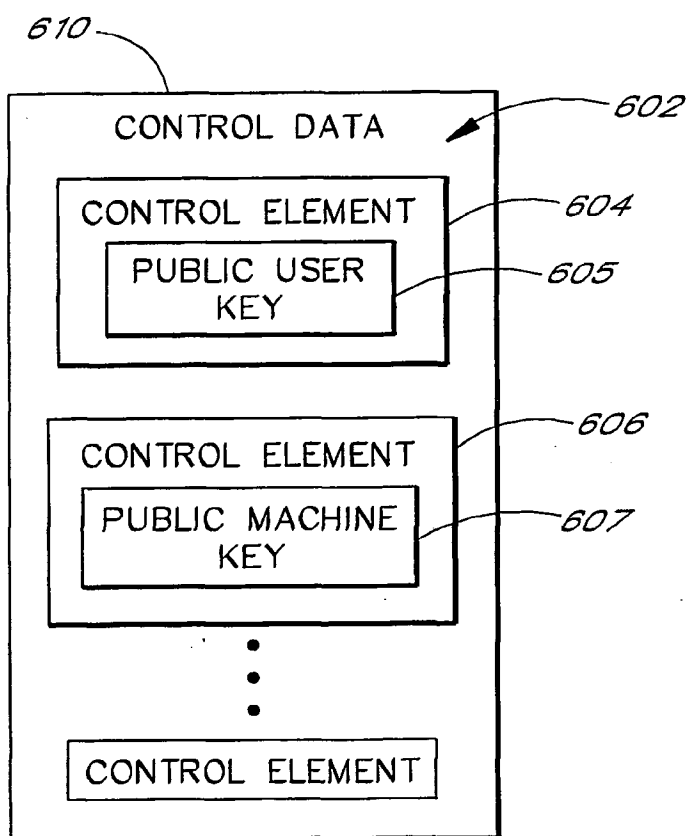 610
CONTROL DATA
602
CONTROL ELEMENT
604
PUBLIC USER
KEY
605
606
CONTROL ELEMENT
PUBLIC MACHINE
KEY
607
CONTROL ELEMENT